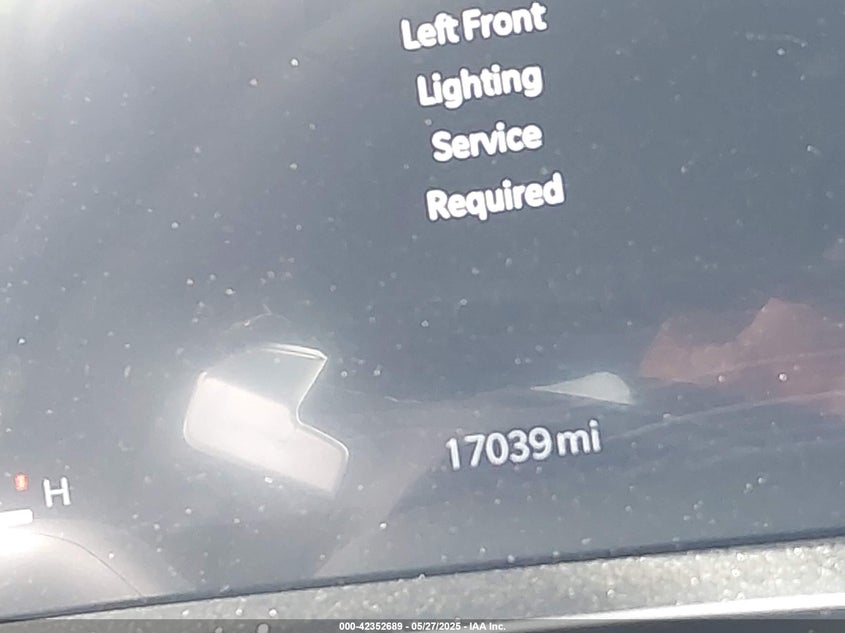 Left Front
Lighting
Service
Required
17039 mi
H
000-42352689 - 05/27/2025 - IAA Inc.